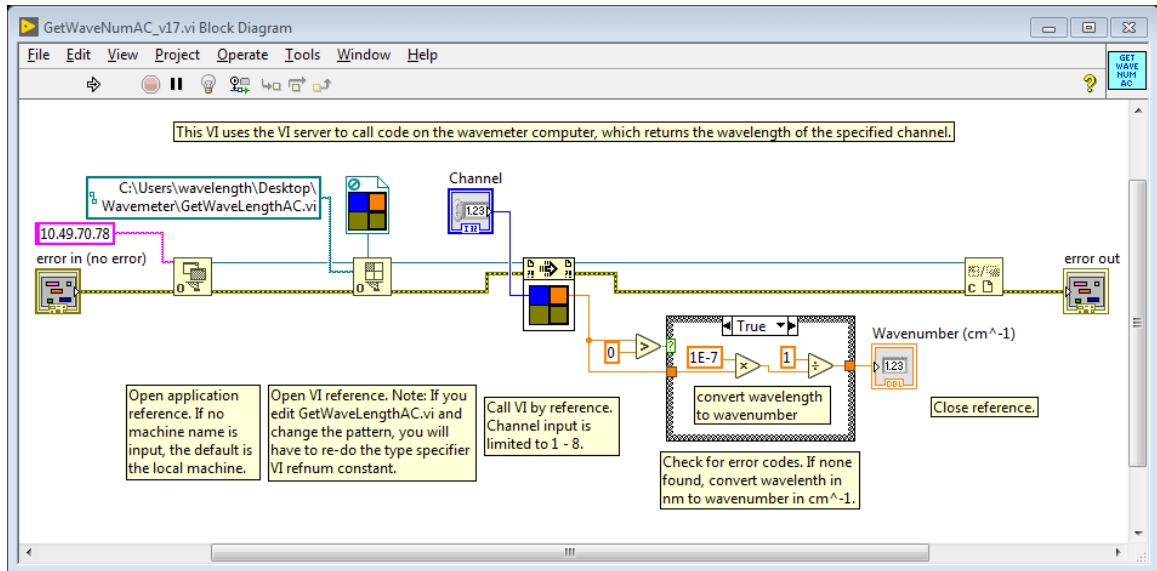 GetWaveNumAC_v17.vi Block Diagram
File Edit View Project Operate Tools Window Help
GET
WAVE
NUM
AC
This VI uses the VI server to call code on the wavemeter computer, which returns the wavelength of the specified channel.
C:\Users\wavelength\Desktop\
Wavemeter\GetWaveLengthAC.vi
Channel
1.23
I32
10.49.70.78
error in (no error)
error out
True
Wavenumber (cm^-1)
0
>
?
1E-7
×
1
÷
1.23
DBL
convert wavelength
to wavenumber
Open application
reference. If no
machine name is
input, the default is
the local machine.
Open VI reference. Note: If you
edit GetWaveLengthAC.vi and
change the pattern, you will
have to re-do the type specifier
VI refnum constant.
Call VI by reference.
Channel input is
limited to 1 - 8.
Close reference.
Check for error codes. If none
found, convert wavelenth in
nm to wavenumber in cm^-1.